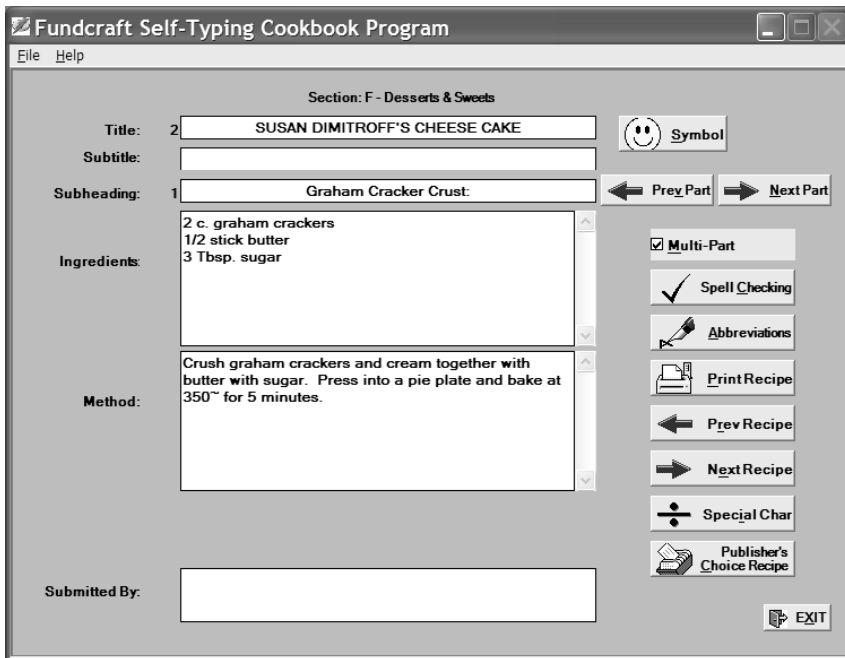 Fundcraft Self-Typing Cookbook Program
File Help
Section: F - Desserts & Sweets
Title: 2 SUSAN DIMITROFF'S CHEESE CAKE
Symbol
Subtitle:
Subheading: 1 Graham Cracker Crust:
Prev Part
Next Part
Ingredients:
2 c. graham crackers
1/2 stick butter
3 Tbsp. sugar
Multi-Part
Spell Checking
Abbreviations
Method:
Crush graham crackers and cream together with
butter with sugar. Press into a pie plate and bake at
350~ for 5 minutes.
Print Recipe
Prev Recipe
Next Recipe
Special Char
Publisher's
Choice Recipe
Submitted By:
EXIT